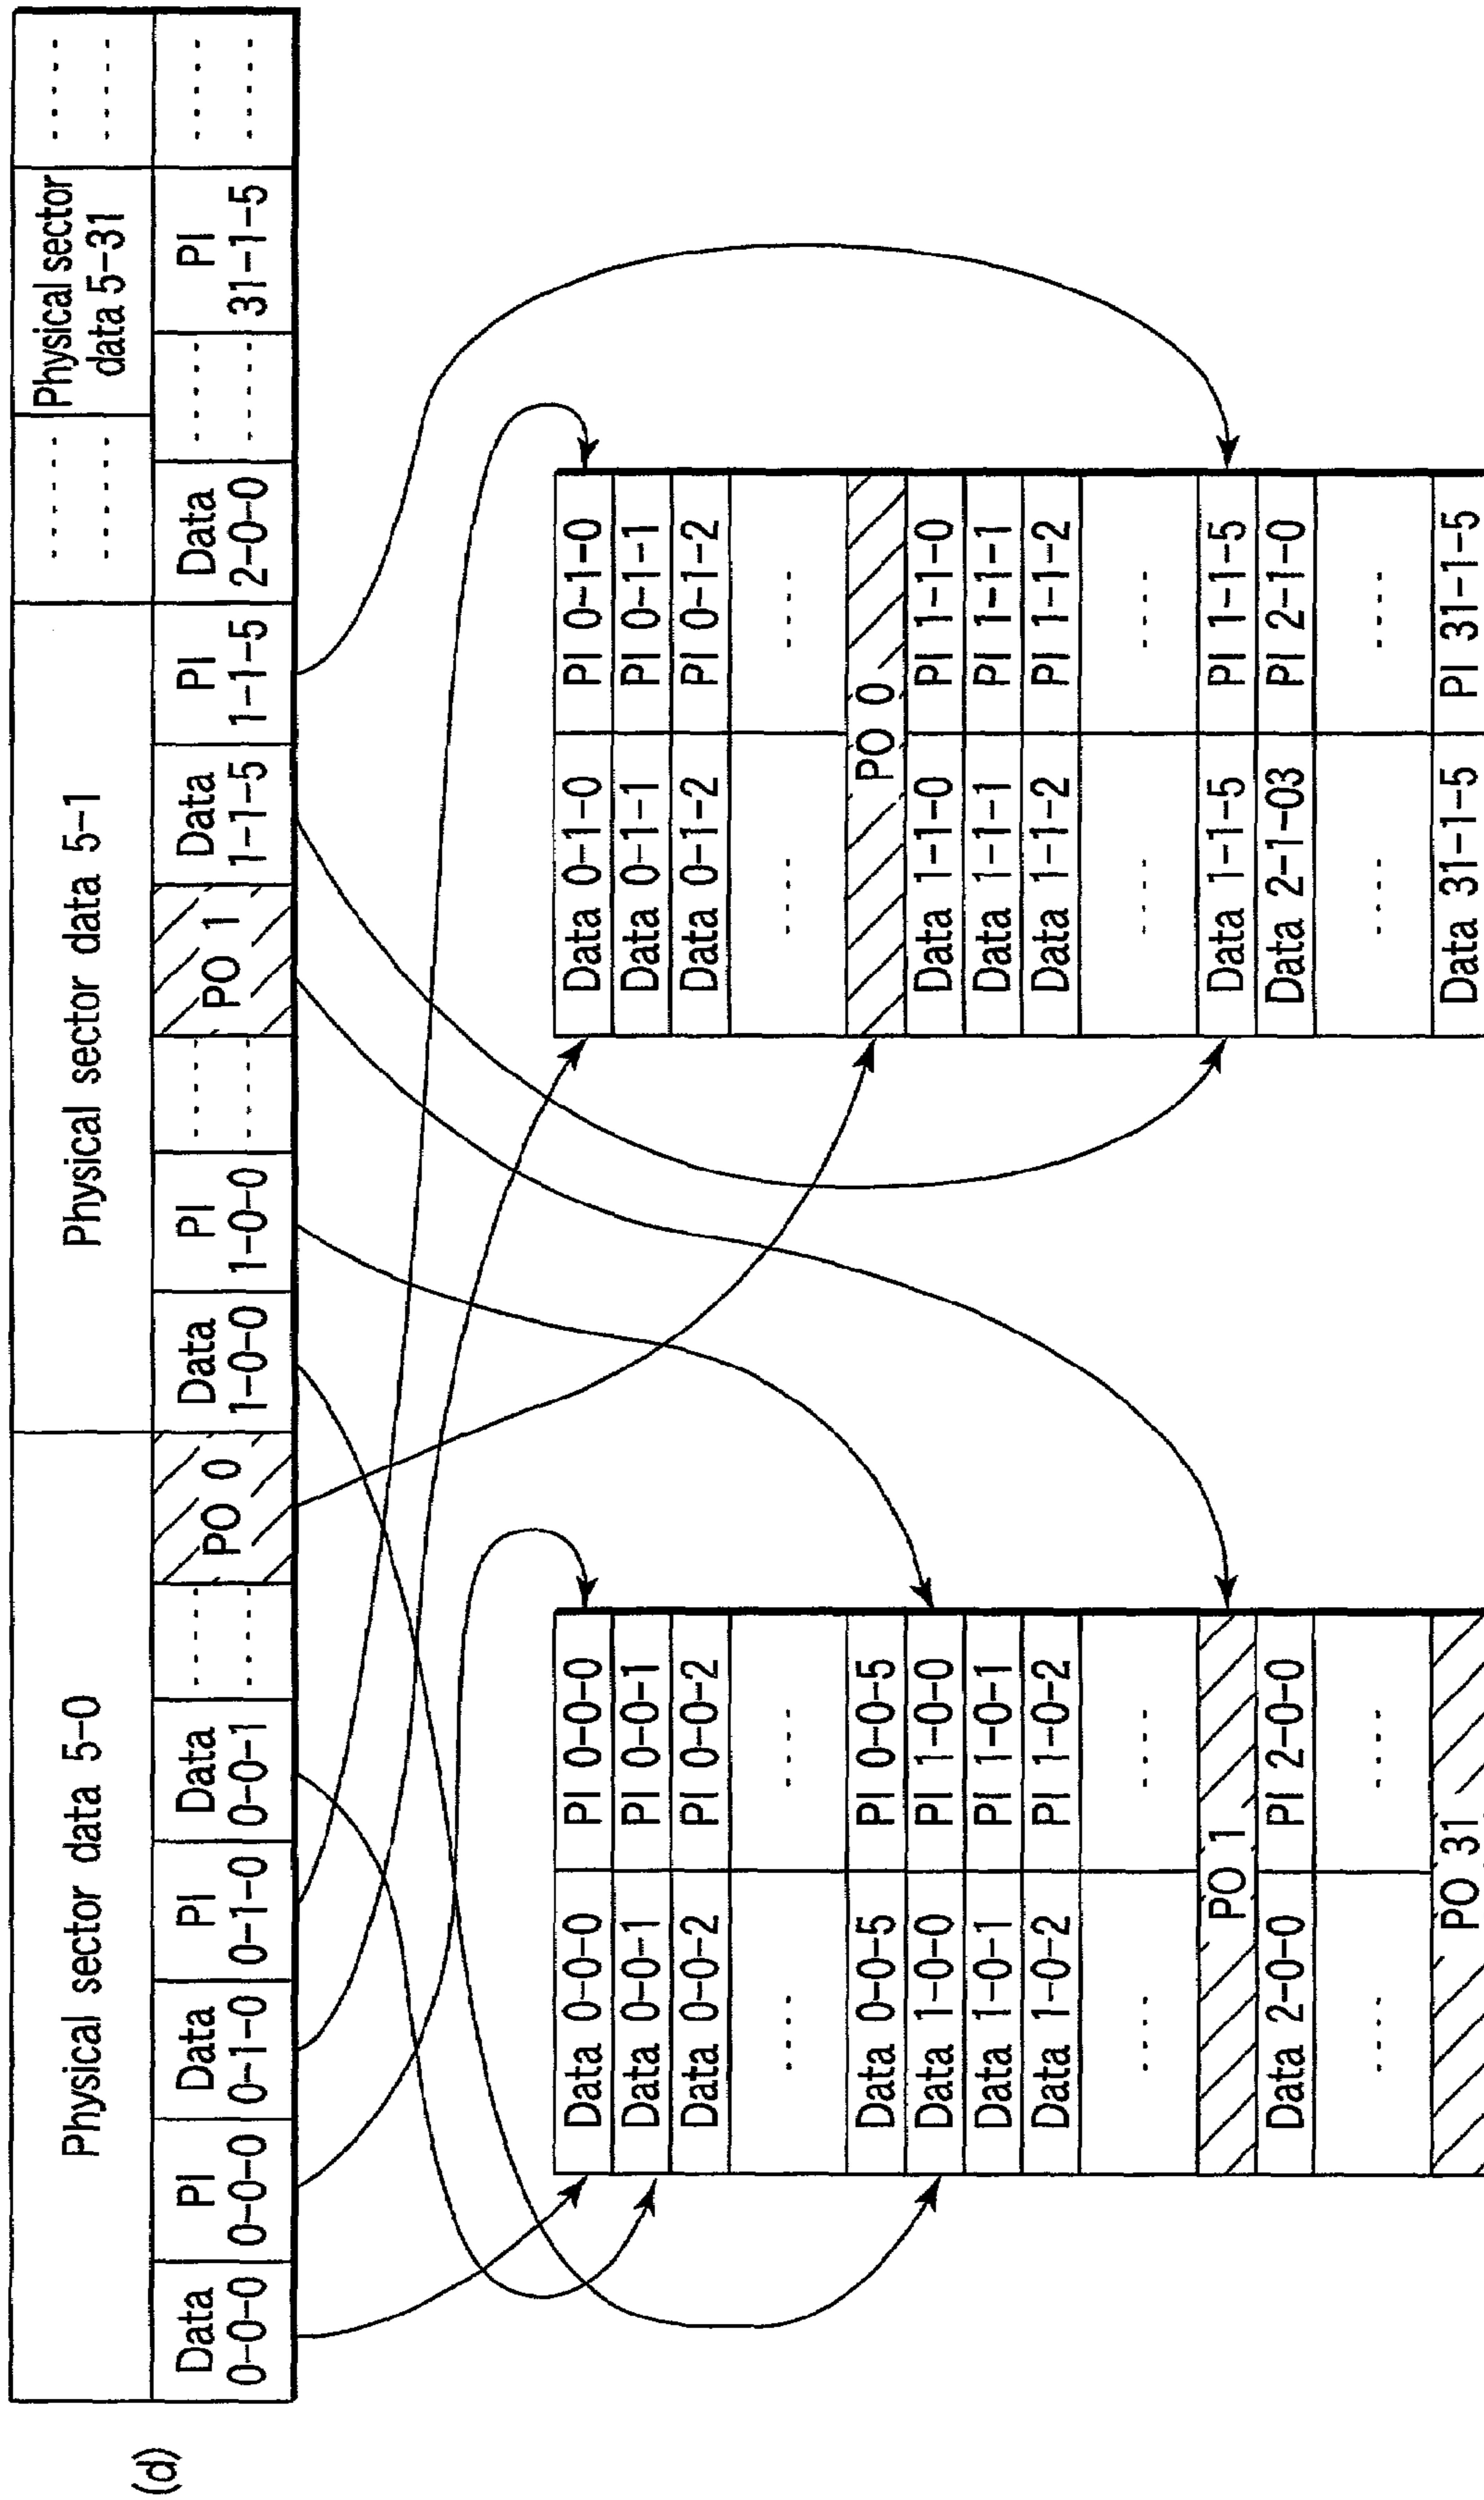 (d)
Physical sector data 5-0
Physical sector data 5-1
Physical sector
data 5-31
Data
0-0-0
PI
0-0-0
Data
0-1-0
PI
0-1-0
Data
0-0-1
PO 0
Data
1-0-0
PI
1-0-0
PO 1
Data
1-1-5
PI
1-1-5
Data
2-0-0
PI
31-1-5
Data 0-0-0 PI 0-0-0
Data 0-0-1 PI 0-0-1
Data 0-0-2 PI 0-0-2
Data 0-0-5 PI 0-0-5
Data 1-0-0 PI 1-0-0
Data 1-0-1 PI 1-0-1
Data 1-0-2 PI 1-0-2
PO 1
Data 2-0-0 PI 2-0-0
PO 31
Data 0-1-0 PI 0-1-0
Data 0-1-1 PI 0-1-1
Data 0-1-2 PI 0-1-2
PO 0
Data 1-1-0 PI 1-1-0
Data 1-1-1 PI 1-1-1
Data 1-1-2 PI 1-1-2
Data 1-1-5 PI 1-1-5
Data 2-1-03 PI 2-1-0
Data 31-1-5 PI 31-1-5